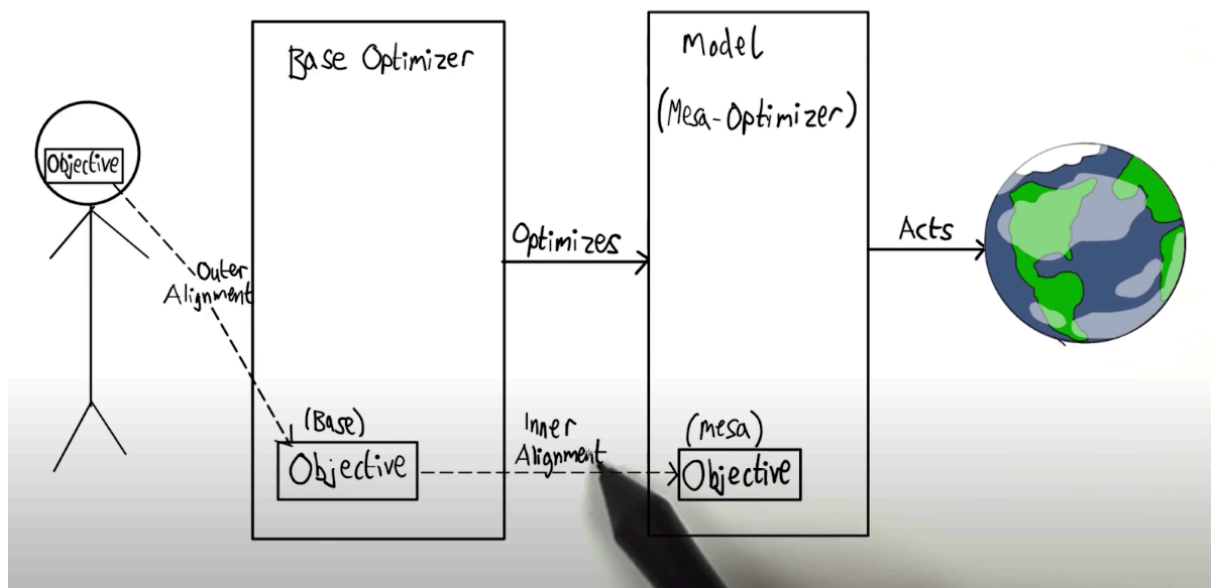 Base Optimizer
Model
(Mesa-Optimizer)
Objective
Outer
Alignment
Optimizes
Acts
(Base)
Objective
Inner
Alignment
(mesa)
Objective